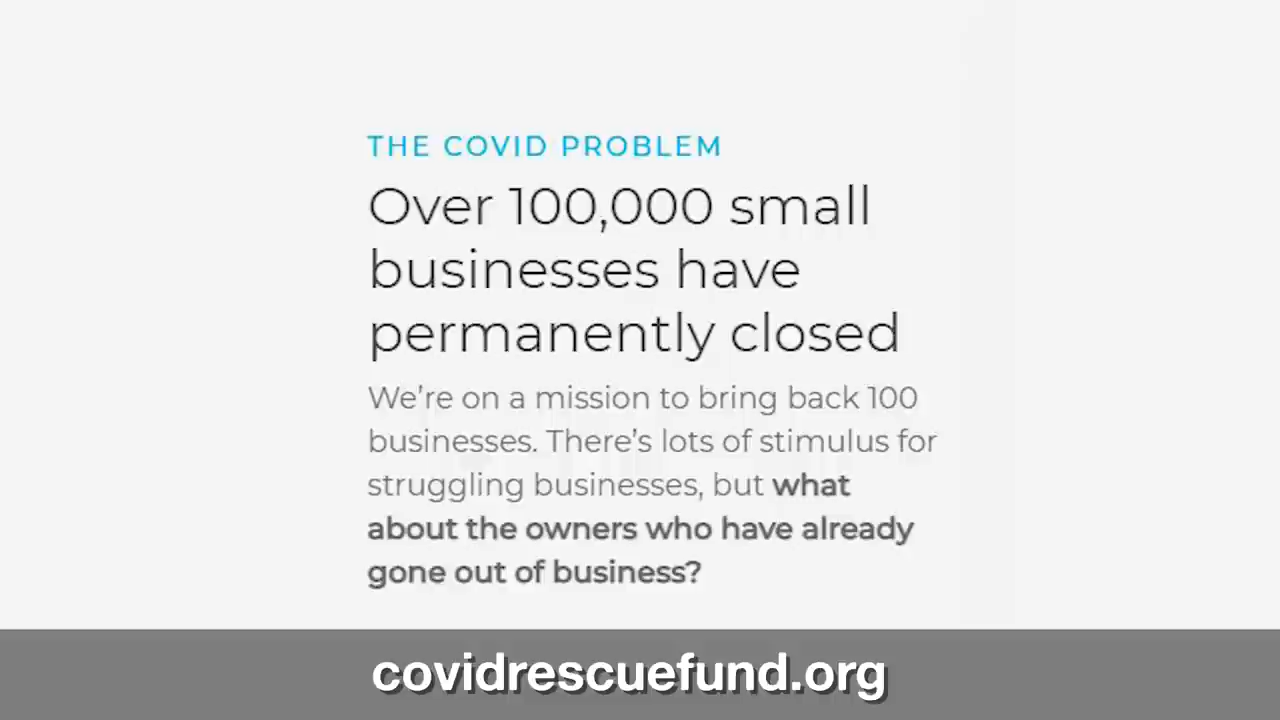 THE COVID PROBLEM
Over 100,000 small
businesses have
permanently closed
We're on a mission to bring back 100
businesses. There's lots of stimulus for
struggling businesses, but what
about the owners who have already
gone out of business?
covidrescuefund.org